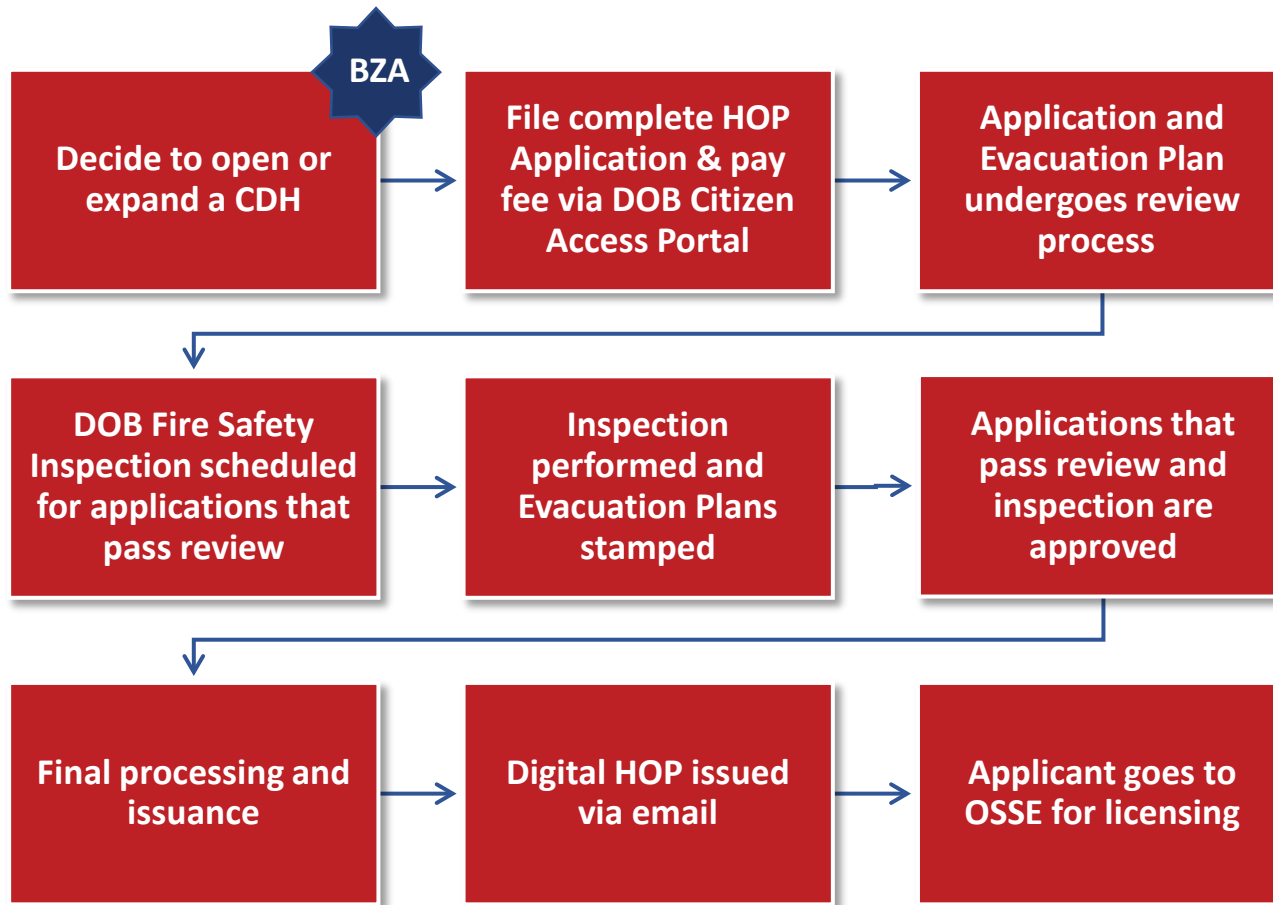 BZA
Decide to open or
expand a CDH
File complete HOP
Application & pay
fee via DOB Citizen
Access Portal
Application and
Evacuation Plan
undergoes review
process
DOB Fire Safety
Inspection scheduled
for applications that
pass review
Inspection
performed and
Evacuation Plans
stamped
Applications that
pass review and
inspection are
approved
Final processing and
issuance
Digital HOP issued
via email
Applicant goes to
OSSE for licensing